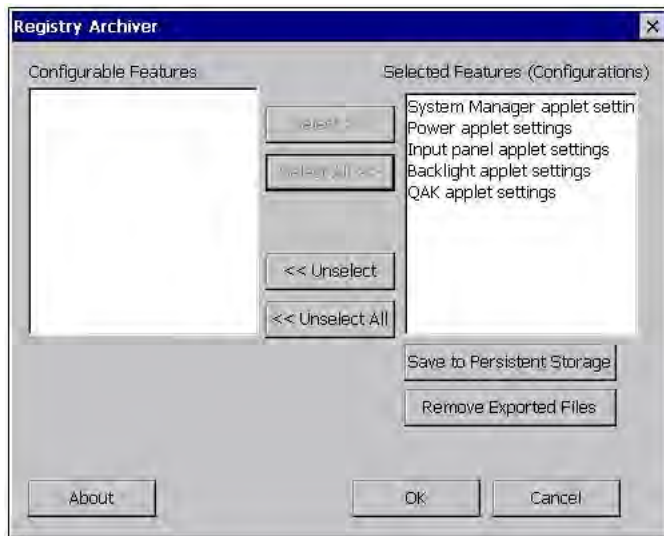 Registry Archiver
Configurable Features
Selected Features (Configurations)
System Manager applet settin
Power applet settings
Input panel applet settings
Backlight applet settings
QAK applet settings
<< Unselect
<< Unselect All
Save to Persistent Storage
Remove Exported Files
About
OK
Cancel